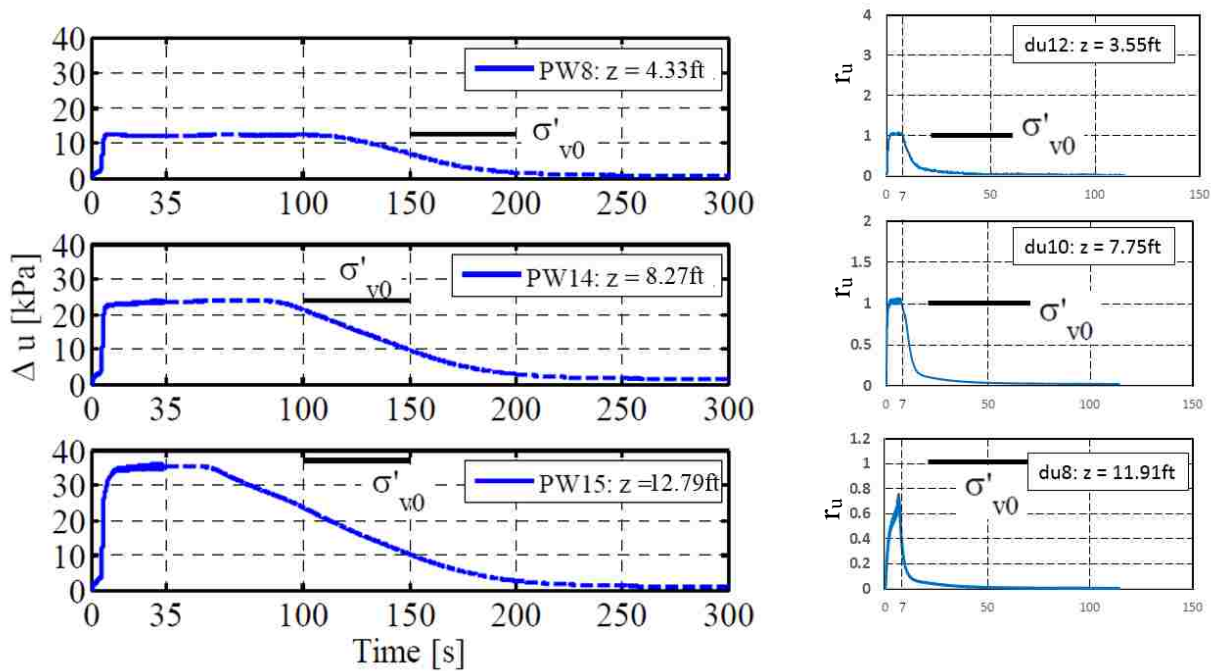 40
30
20
10
0
PW8: z = 4.33ft
σ'v0
0 35 100 150 200 250 300
40
30
20
10
0
σ'v0
PW14: z = 8.27ft
0 35 100 150 200 250 300
40
30
20
10
0
σ'v0
PW15: z =12.79ft
0 35 100 150 200 250 300
Δ u [kPa]
Time [s]
4
3
2
1
0
ru
du12: z = 3.55ft
σ'v0
0 7 50 100 150
2
1.5
1
0.5
0
ru
du10: z = 7.75ft
σ'v0
0 7 50 100 150
1.2
1
0.8
0.6
0.4
0.2
0
ru
du8: z = 11.91ft
σ'v0
0 7 50 100 150